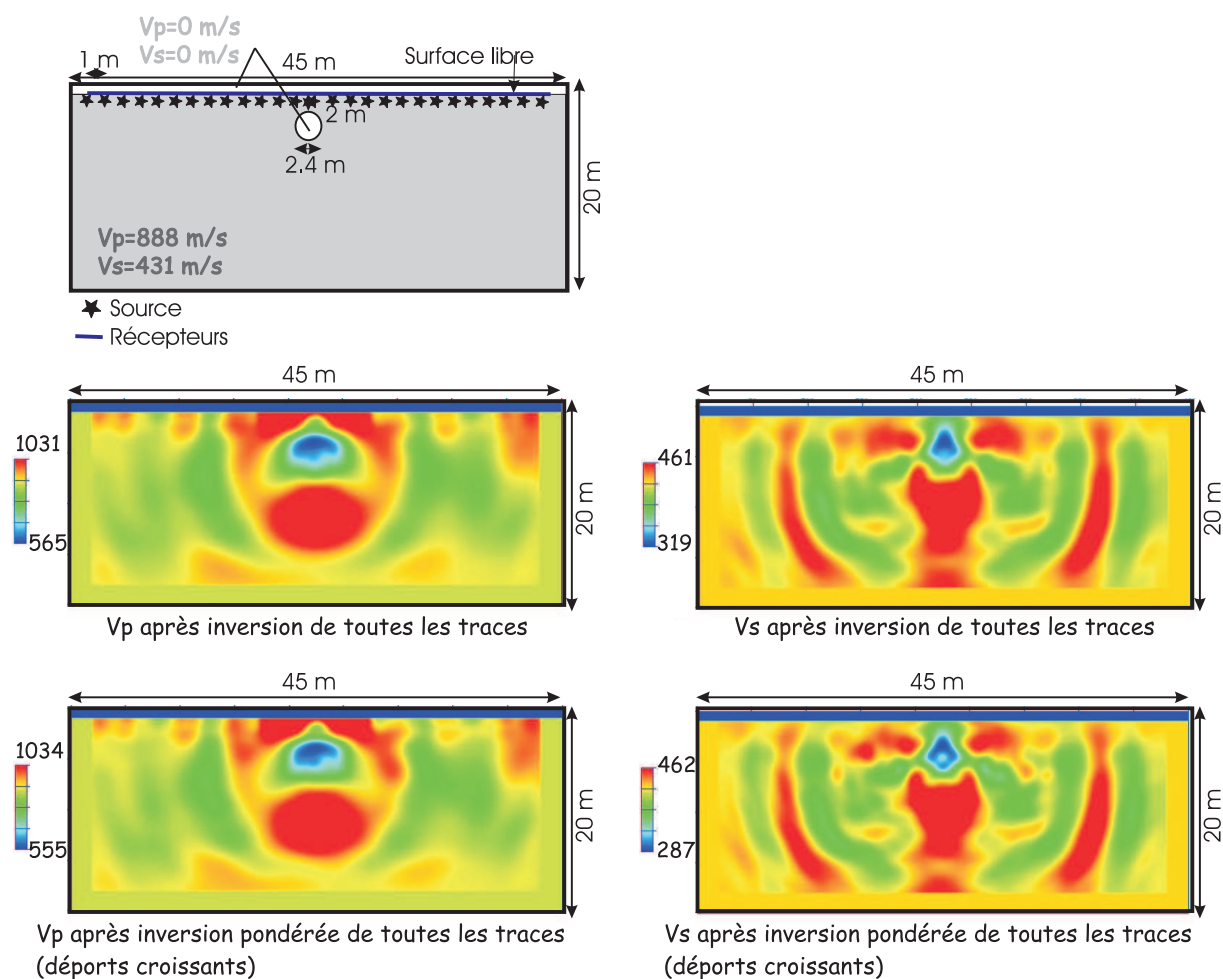 Vp=0 m/s
Vs=0 m/s
1 m
45 m
Surface libre
2 m
2.4 m
20 m
Vp=888 m/s
Vs=431 m/s
Source
Récepteurs
45 m
1031
565
20 m
Vp après inversion de toutes les traces
45 m
461
319
20 m
Vs après inversion de toutes les traces
45 m
1034
555
20 m
Vp après inversion pondérée de toutes les traces
(déports croissants)
45 m
462
287
20 m
Vs après inversion pondérée de toutes les traces
(déports croissants)